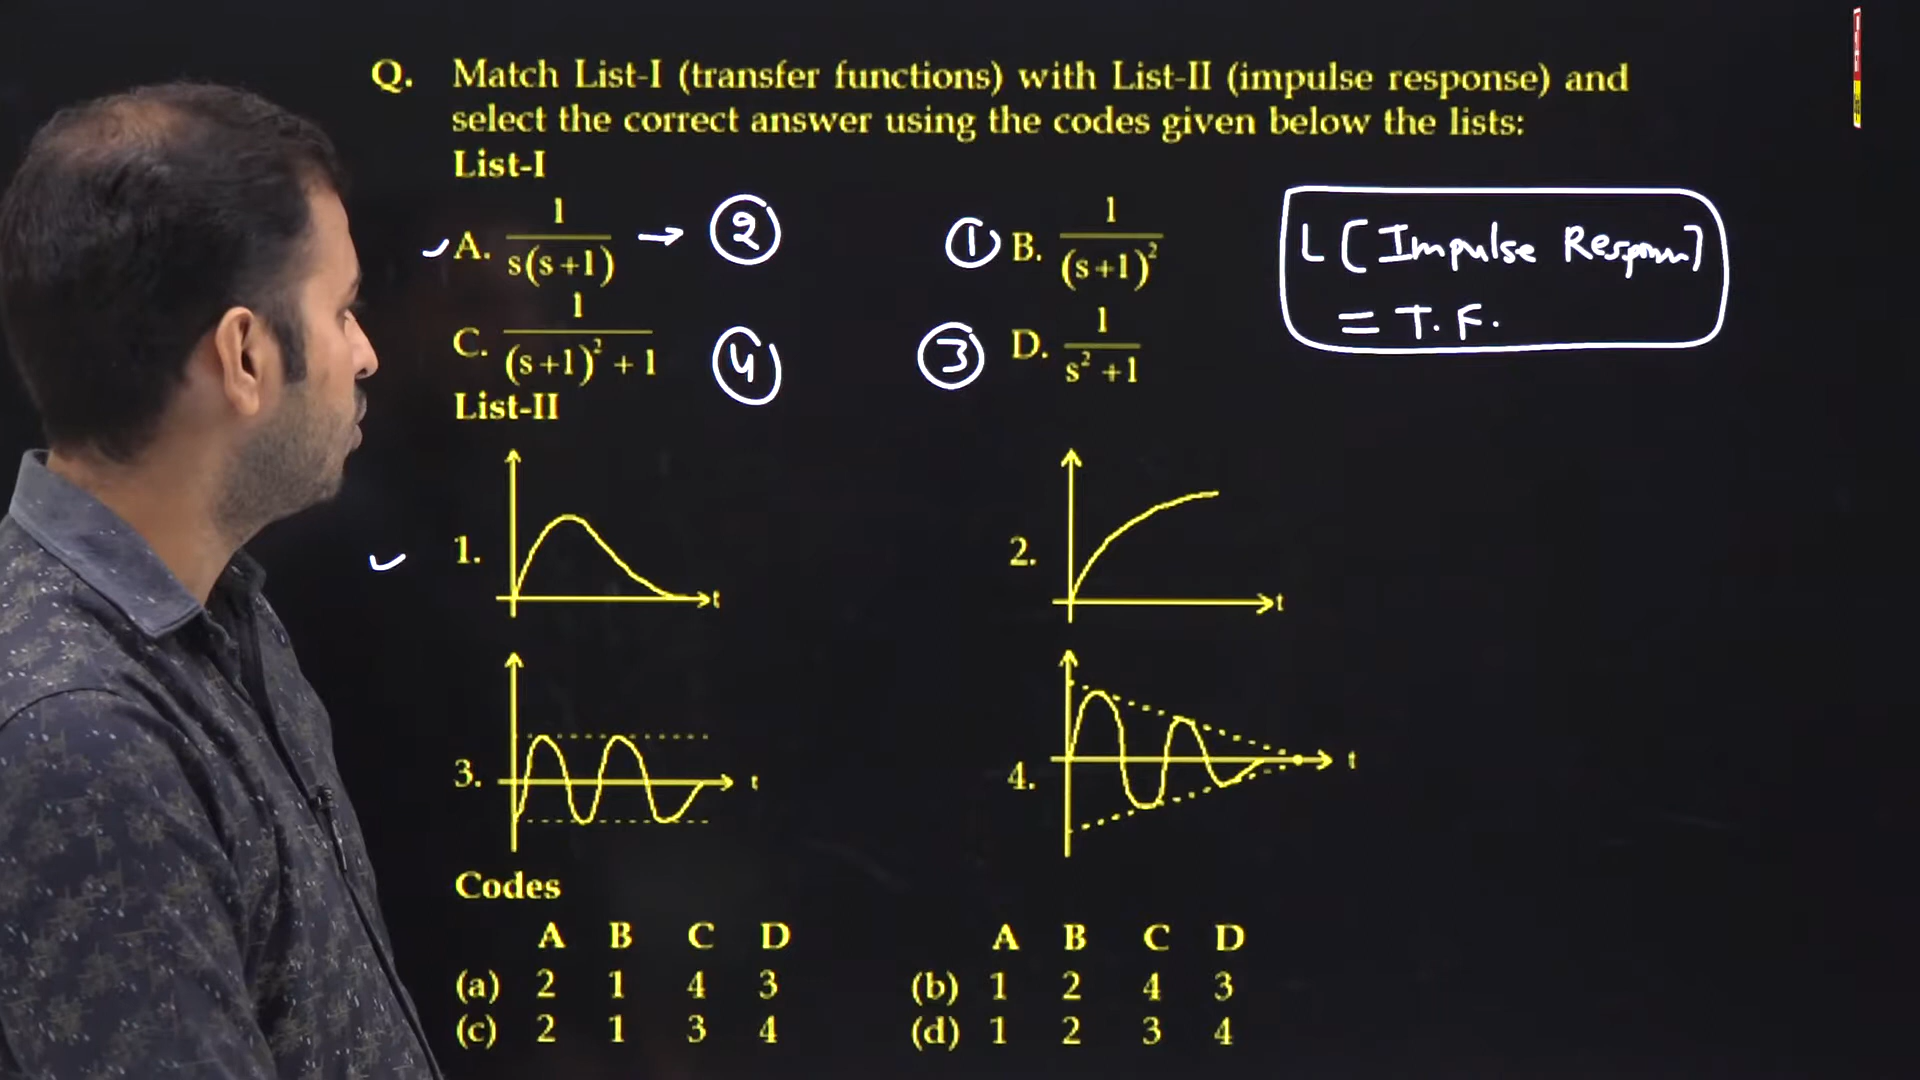 Q. Match List-I (transfer functions) with List-II (impulse response) and
select the correct answer using the codes given below the lists:
List-I
A. 1/(s(s+1)) → ② ① B. 1/(s+1)²
C. 1/((s+1)² + 1) ④ ③ D. 1/(s² + 1)
L [Impulse Respon]
= T.F.
List-II
1. t 2. t
3. t 4. t
Codes
A B C D A B C D
(a) 2 1 4 3 (b) 1 2 4 3
(c) 2 1 3 4 (d) 1 2 3 4